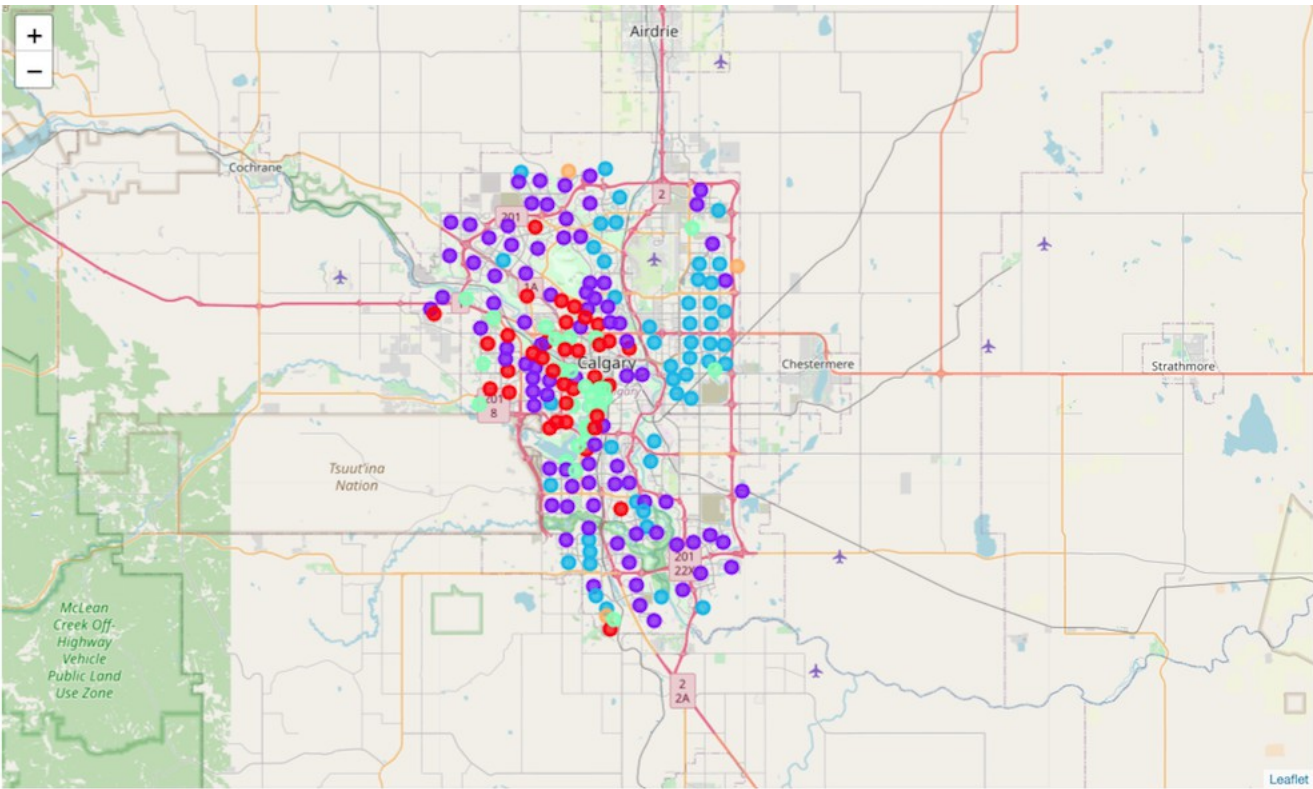 +
−
Airdrie
Cochrane
2
201
1A
Calgary
Chestermere
Strathmore
201
8
Tsuut'ina
Nation
201
22X
McLean
Creek Off-
Highway
Vehicle
Public Land
Use Zone
2
2A
Leaflet